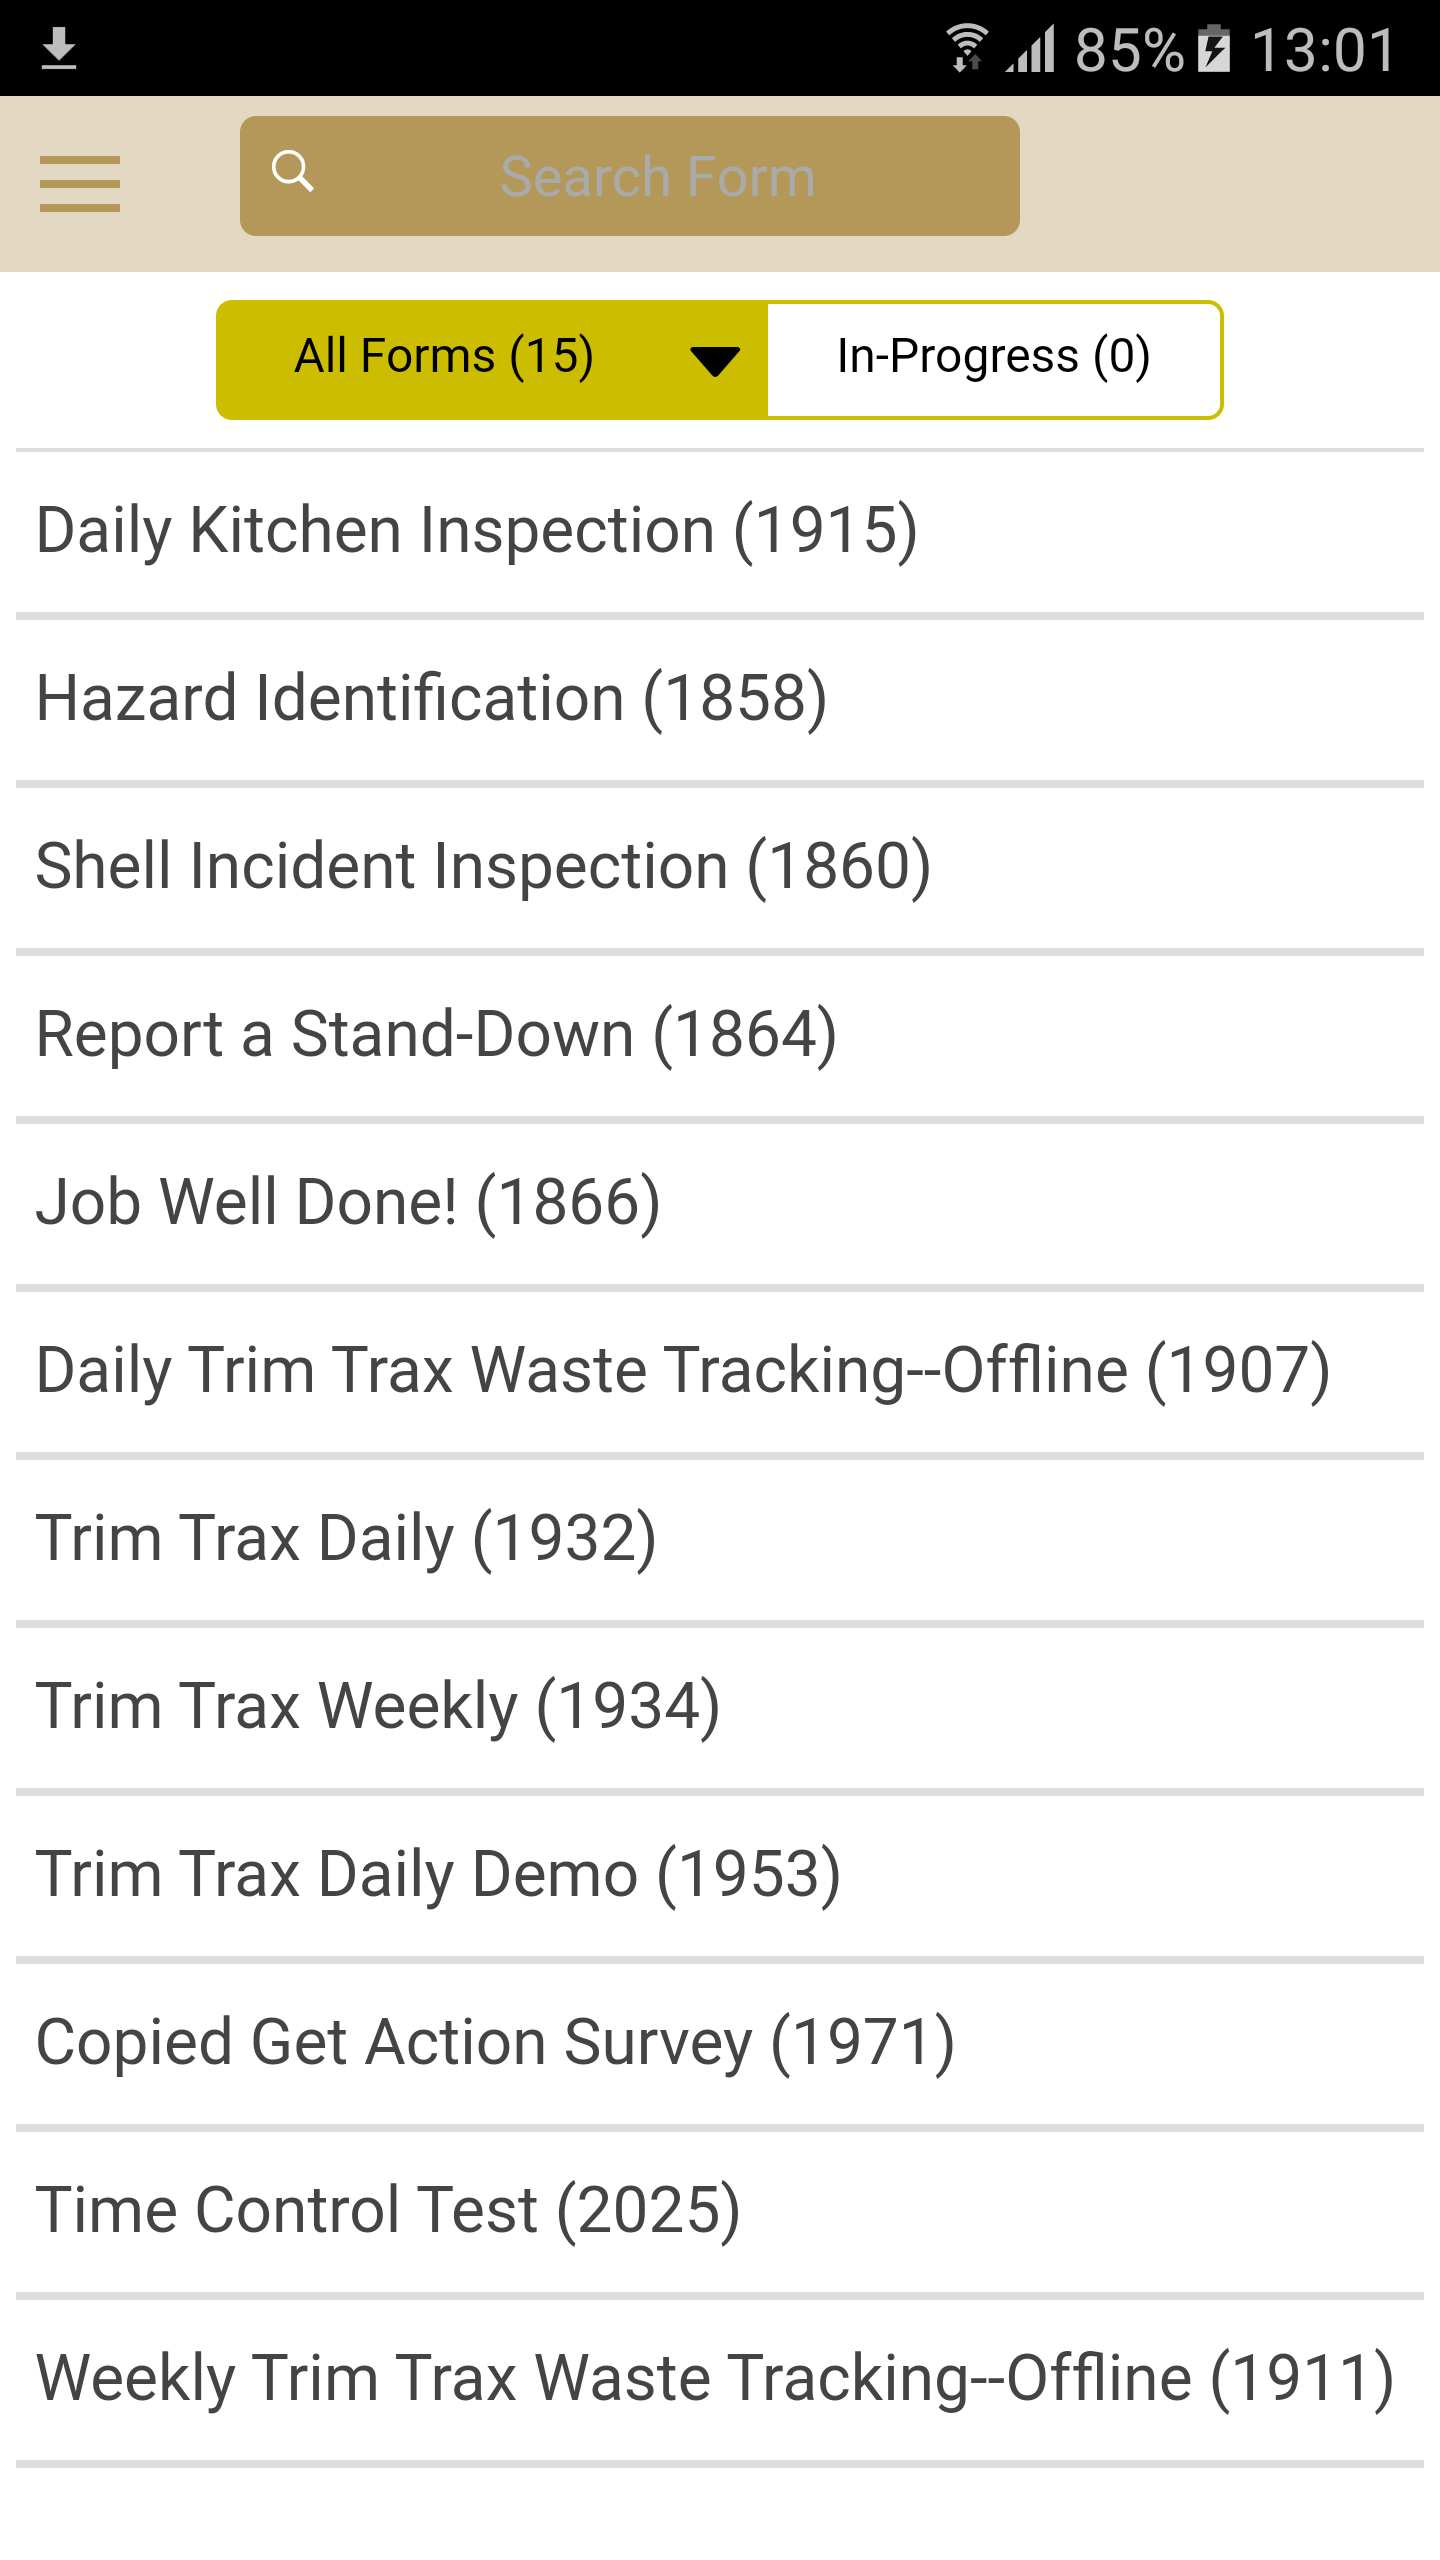 85% 13:01
Search Form
All Forms (15) In-Progress (0)
Daily Kitchen Inspection (1915)
Hazard Identification (1858)
Shell Incident Inspection (1860)
Report a Stand-Down (1864)
Job Well Done! (1866)
Daily Trim Trax Waste Tracking--Offline (1907)
Trim Trax Daily (1932)
Trim Trax Weekly (1934)
Trim Trax Daily Demo (1953)
Copied Get Action Survey (1971)
Time Control Test (2025)
Weekly Trim Trax Waste Tracking--Offline (1911)